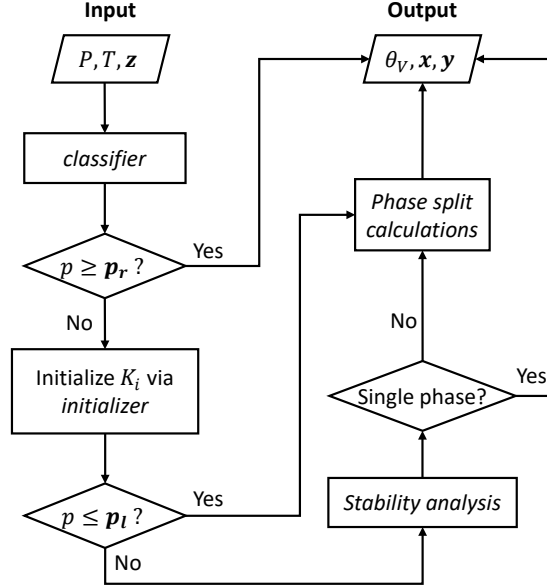 Input
P, T, z
classifier
p ≥ p_r ?
Yes
No
Initialize K_i via
initializer
p ≤ p_l ?
Yes
No
Output
θ_V, x, y
Phase split
calculations
No
Single phase?
Yes
Stability analysis